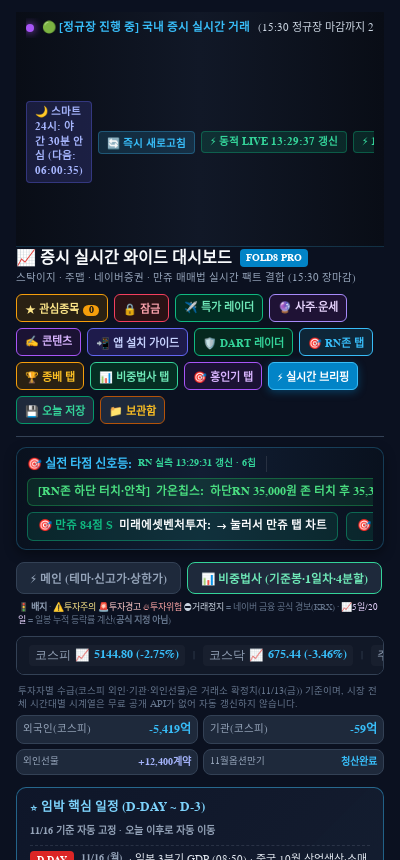 🟢 [정규장 진행 중] 국내 증시 실시간 거래 (15:30 정규장 마감까지 2
🌙 스마트
24시: 야
간 30분 안
심 (다음:
06:00:35)
🔄 즉시 새로고침
⚡ 동적 LIVE 13:29:37 갱신
📈 증시 실시간 와이드 대시보드 FOLD8 PRO
스탁이지 · 주맵 · 네이버증권 · 만쥬 매매법 실시간 팩트 결합 (15:30 장마감)
★ 관심종목 0 🔒 잠금 ✈️ 특가 레이더 🔮 사주·운세
✍️ 콘텐츠 📲 앱 설치 가이드 🛡️ DART 레이더 🎯 RN존 탭
🏆 종베 탭 📊 비중법사 탭 🎯 홍인기 탭 ⚡ 실시간 브리핑
💾 오늘 저장 📁 보관함
🎯 실전 타점 신호등: RN 실측 13:29:31 갱신 · 6칩
[RN존 하단 터치·안착] 가온칩스: 하단RN 35,000원 존 터치 후 35,3
🎯 만쥬 84점 S 미래에셋벤처투자: → 눌러서 만쥬 탭 차트 🎯
⚡ 메인 (테마·신고가·상한가) 📊 비중법사 (기준봉·1일차·4분할)
🚦 배지 · ⚠️투자주의 🚨투자경고 투자위험 ⛔거래정지 = 네이버 금융 공식 경보(KRX) · 📈5일/20
일 = 일봉 누적 등락률 계산(공식 지정 아님)
코스피 📈 5144.80 (-2.75%) | 코스닥 📈 675.44 (-3.46%) |
투자자별 수급(코스피 외인·기관·외인선물)은 거래소 확정치(11/13(금)) 기준이며, 시장 전
체 시간대별 시계열은 무료 공개 API가 없어 자동 갱신하지 않습니다.
외국인(코스피) -5,419억 기관(코스피) -59억
외인선물 +12,400계약 11월옵션만기 청산완료
⭐ 임박 핵심 일정 (D-DAY ~ D-3)
11/16 기준 자동 고정 · 오늘 이후로 자동 이동
D-DAY 11/16 (월) · 일본 3분기 GDP (08:50) · 중국 10월 산업생산·소매